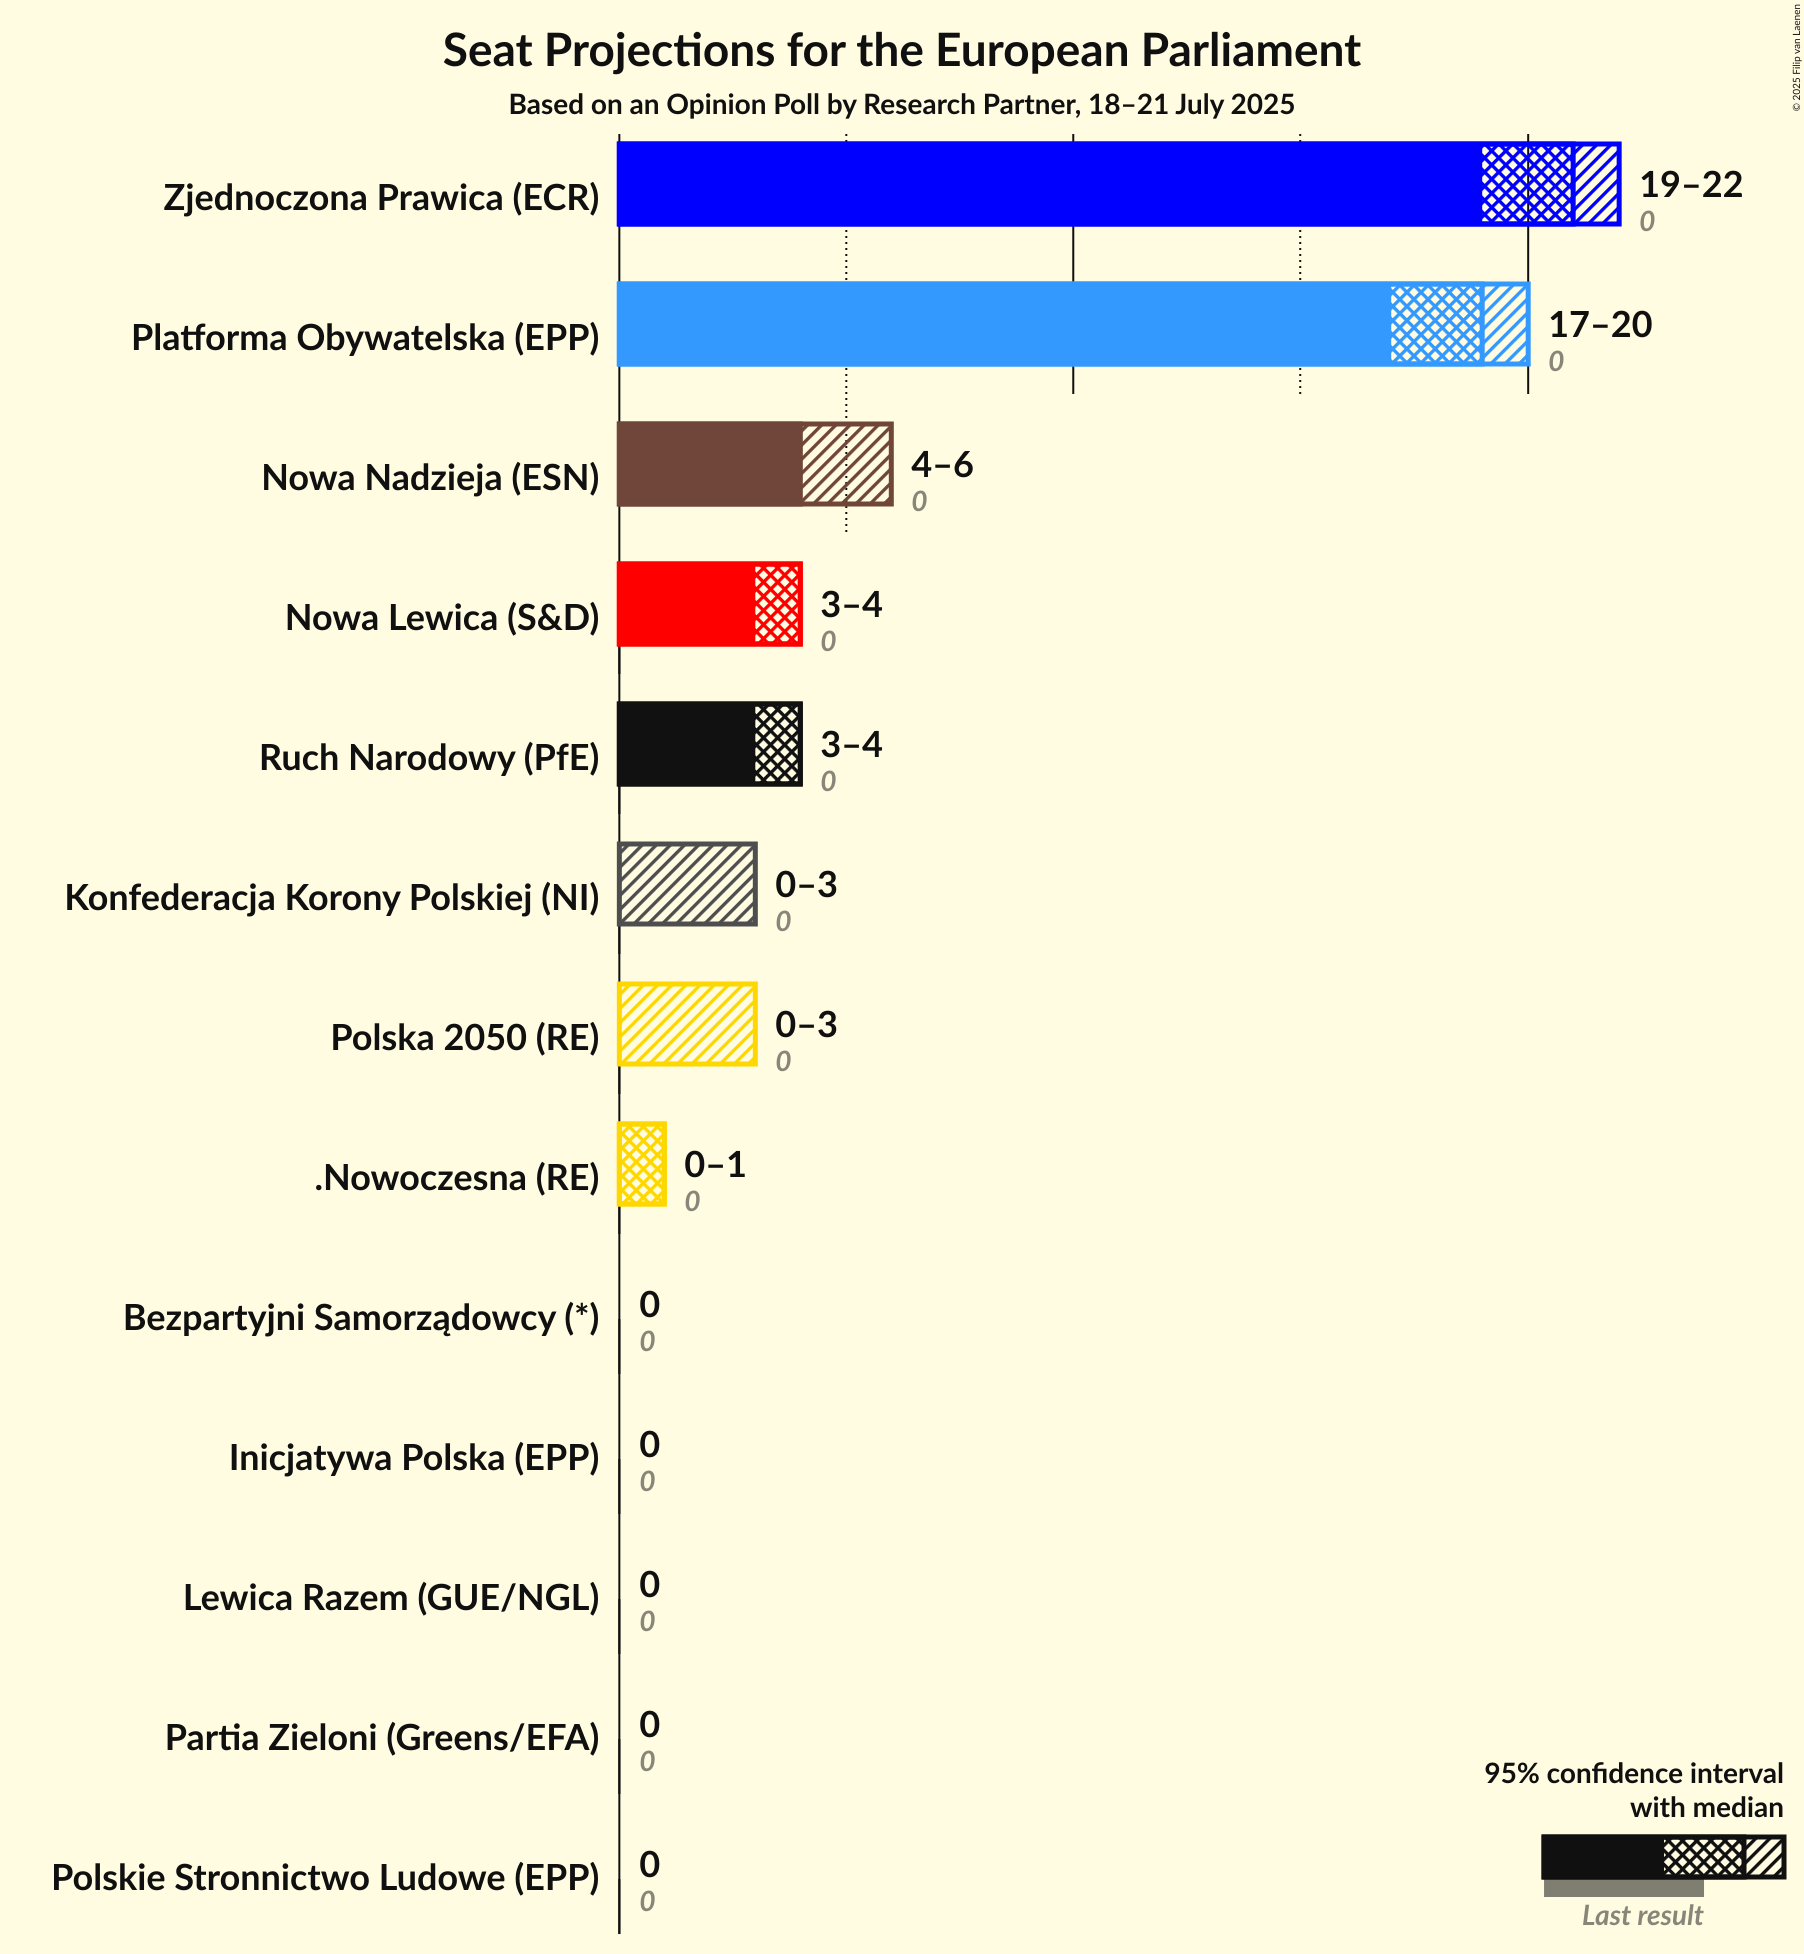 Seat Projections for the European Parliament
Based on an Opinion Poll by Research Partner, 18–21 July 2025
© 2025 Filip van Laenen
Zjednoczona Prawica (ECR)
19–22
0
Platforma Obywatelska (EPP)
17–20
0
Nowa Nadzieja (ESN)
4–6
0
Nowa Lewica (S&D)
3–4
0
Ruch Narodowy (PfE)
3–4
0
Konfederacja Korony Polskiej (NI)
0–3
0
Polska 2050 (RE)
0–3
0
.Nowoczesna (RE)
0–1
0
Bezpartyjni Samorządowcy (*)
0
0
Inicjatywa Polska (EPP)
0
0
Lewica Razem (GUE/NGL)
0
0
Partia Zieloni (Greens/EFA)
0
0
Polskie Stronnictwo Ludowe (EPP)
0
0
95% confidence interval
with median
Last result